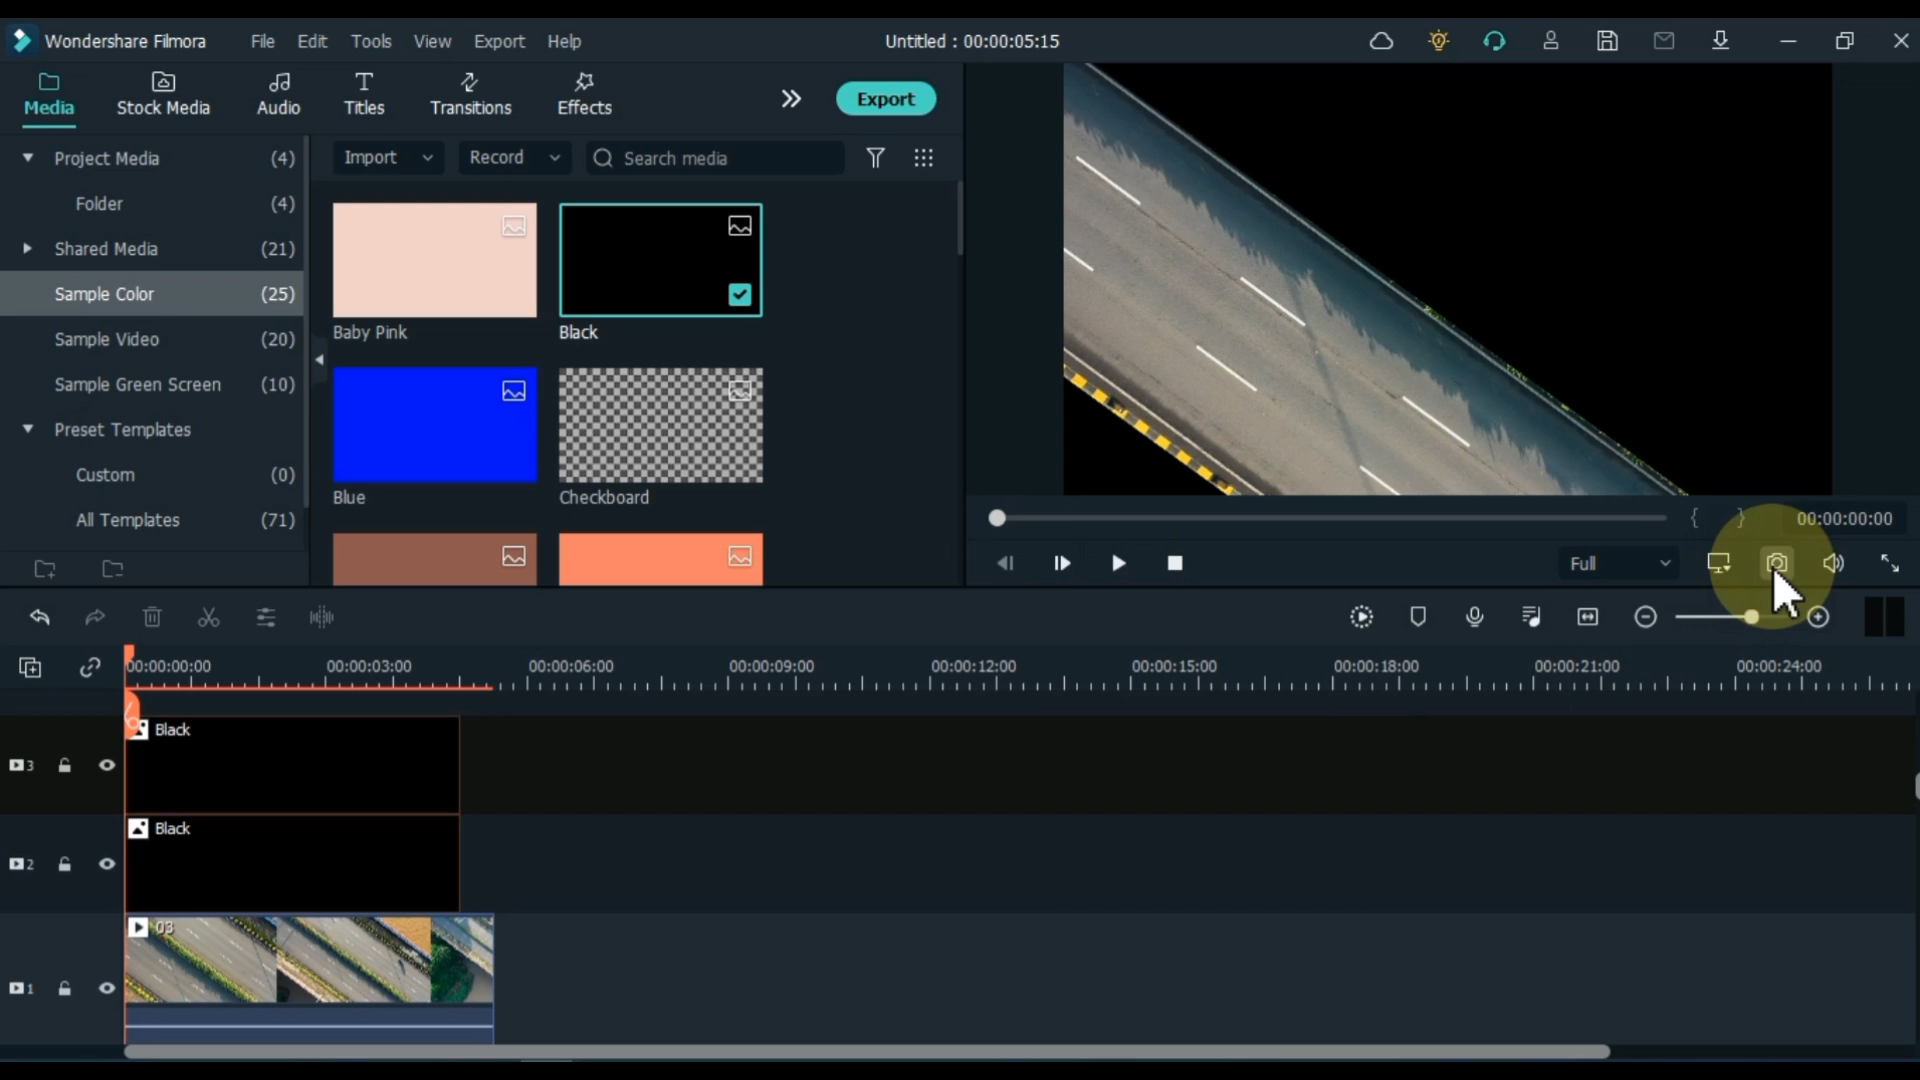 Wondershare Filmora File Edit Tools View Export Help Untitled : 00:00:05:15
Media Stock Media Audio Titles Transitions Effects Export
Project Media (4)
Folder (4)
Shared Media (21)
Sample Color (25)
Sample Video (20)
Sample Green Screen (10)
Preset Templates
Custom (0)
All Templates (71)
Import Record Search media
Baby Pink Black
Blue Checkboard
{ } 00:00:00:00
Full
00:00:00:00 00:00:03:00 00:00:06:00 00:00:09:00 00:00:12:00 00:00:15:00 00:00:18:00 00:00:21:00 00:00:24:00
Black
3
Black
2
03
1